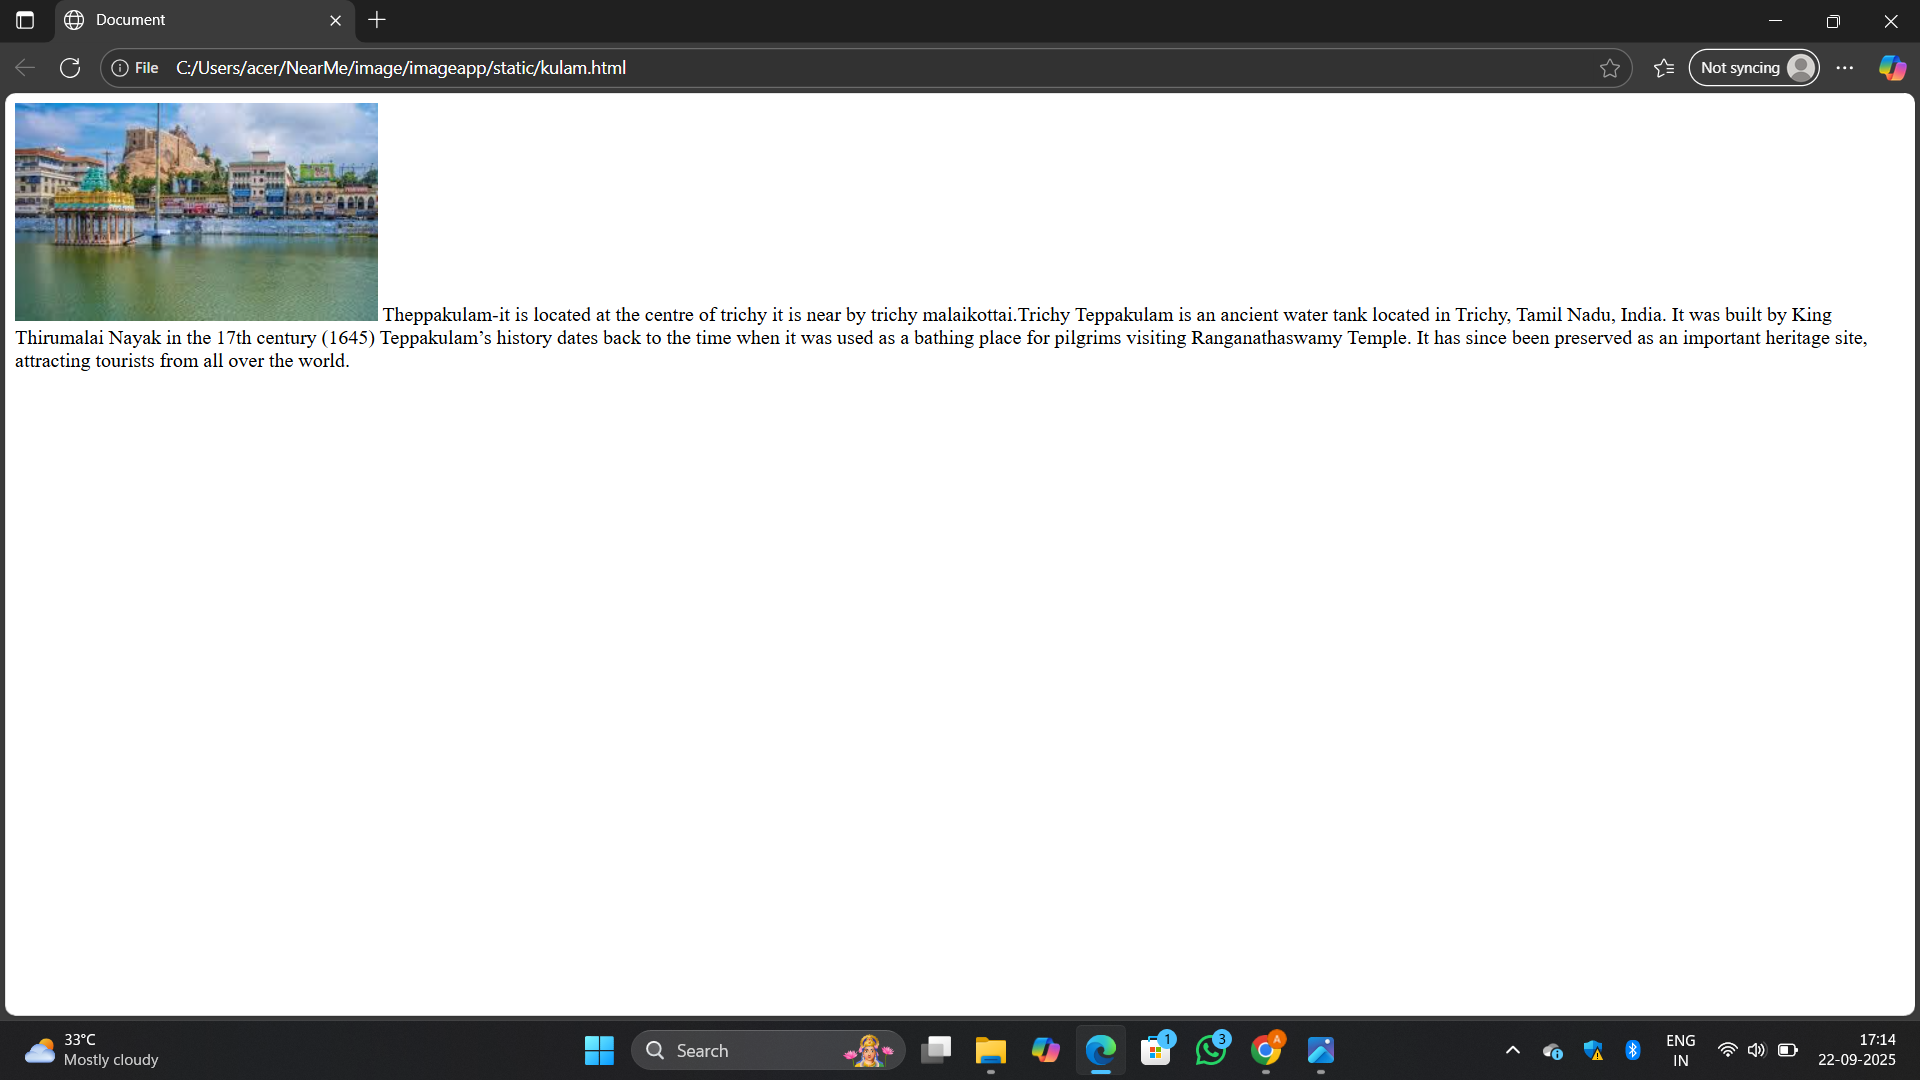 Document
File C:/Users/acer/NearMe/image/imageapp/static/kulam.html
Not syncing
Theppakulam-it is located at the centre of trichy it is near by trichy malaikottai.Trichy Teppakulam is an ancient water tank located in Trichy, Tamil Nadu, India. It was built by King
Thirumalai Nayak in the 17th century (1645) Teppakulam’s history dates back to the time when it was used as a bathing place for pilgrims visiting Ranganathaswamy Temple. It has since been preserved as an important heritage site,
attracting tourists from all over the world.
33°C
Mostly cloudy
Search
1
3
A
ENG
IN
17:14
22-09-2025